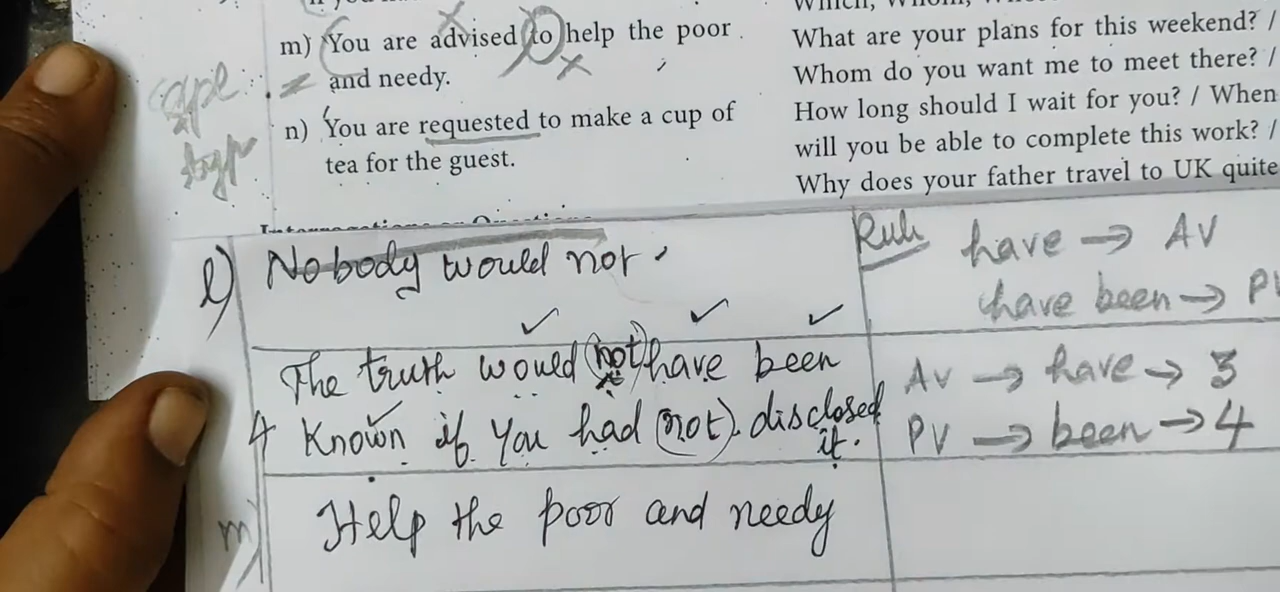 m) You are advised to help the poor
and needy.
n) You are requested to make a cup of
tea for the guest.
What are your plans for this weekend? /
Whom do you want me to meet there? /
How long should I wait for you? / When
will you be able to complete this work? /
Why does your father travel to UK quite
l) Nobody would not
The truth would (not) have been
4 Known if you had (not). disclosed
it.
m) Help the poor and needy
Rule have → AV
have been → PV
AV → have → 3
PV → been → 4